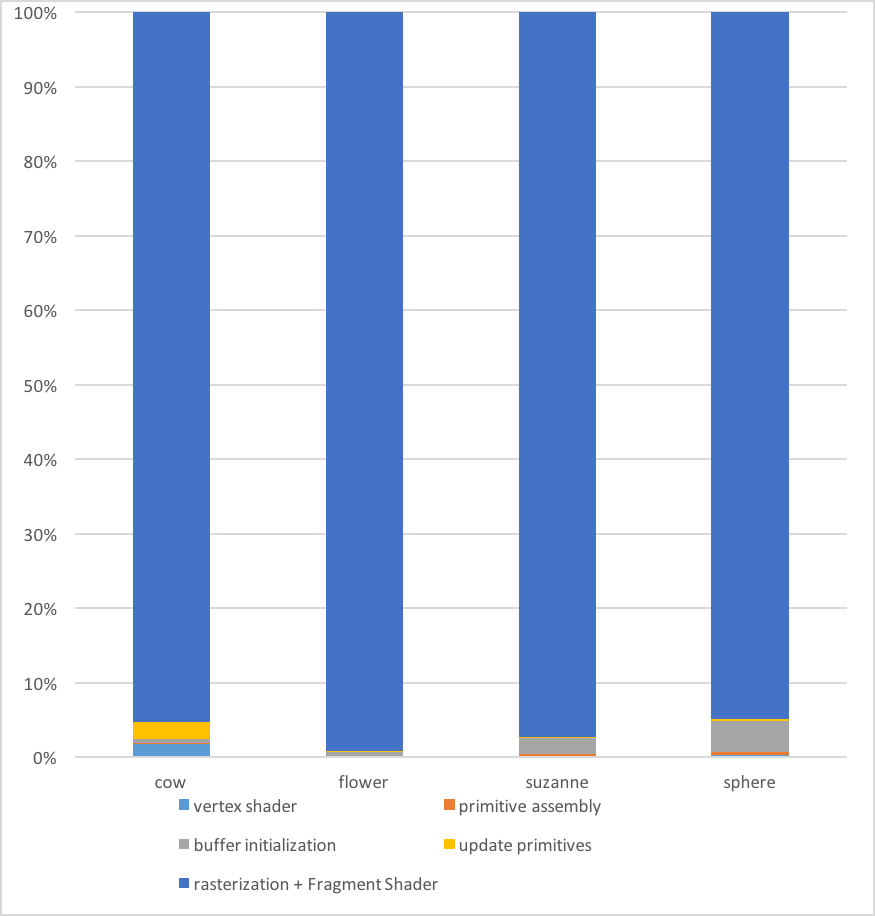 100%
90%
80%
70%
60%
50%
40%
30%
20%
10%
0%
cow flower suzanne sphere
vertex shader primitive assembly
buffer initialization update primitives
rasterization + Fragment Shader